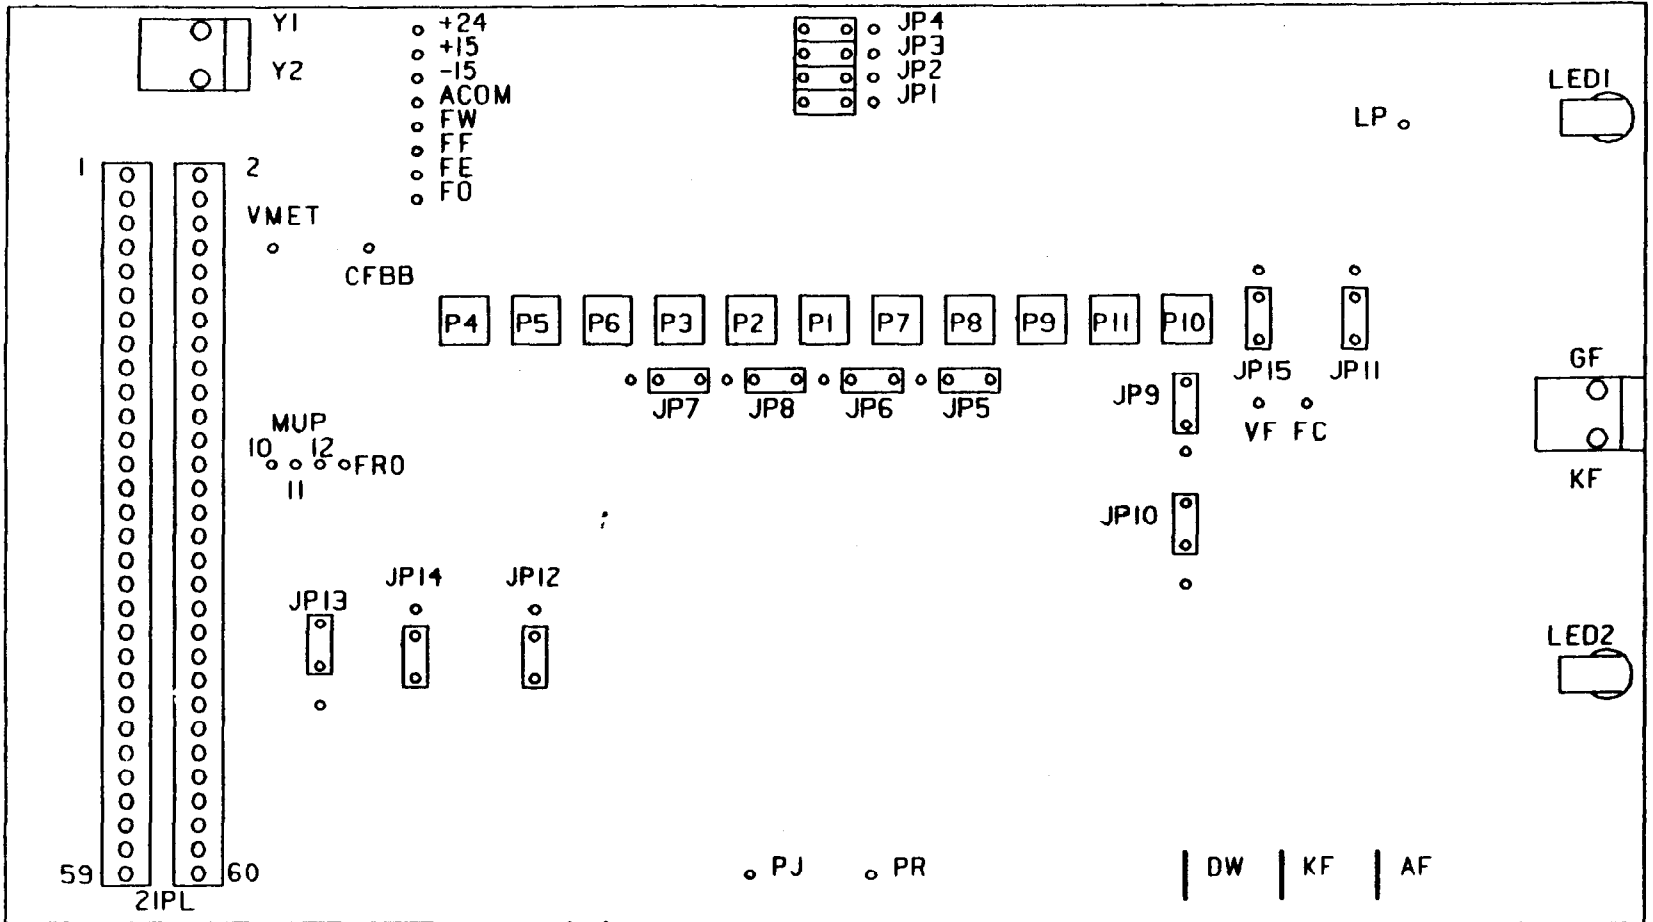 Y1
Y2
+24
+15
-15
ACOM
FW
FF
FE
FO
JP4
JP3
JP2
JP1
LP
LED1
1
2
VMET
CFBB
P4 P5 P6 P3 P2 P1 P7 P8 P9 P11 P10
JP7 JP8 JP6 JP5
JP9
JP15
JP11
VF FC
GF
KF
MUP
10 12
FRO
11
JP10
JP13
JP14
JP12
LED2
59
60
21PL
PJ
PR
DW
KF
AF